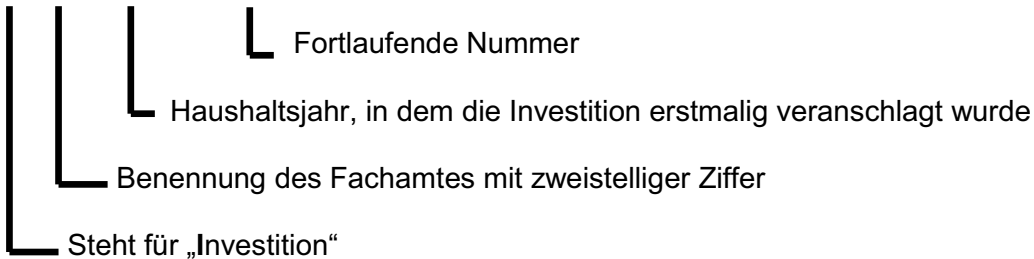 Fortlaufende Nummer
Haushaltsjahr, in dem die Investition erstmalig veranschlagt wurde
Benennung des Fachamtes mit zweistelliger Ziffer
Steht für „Investition“